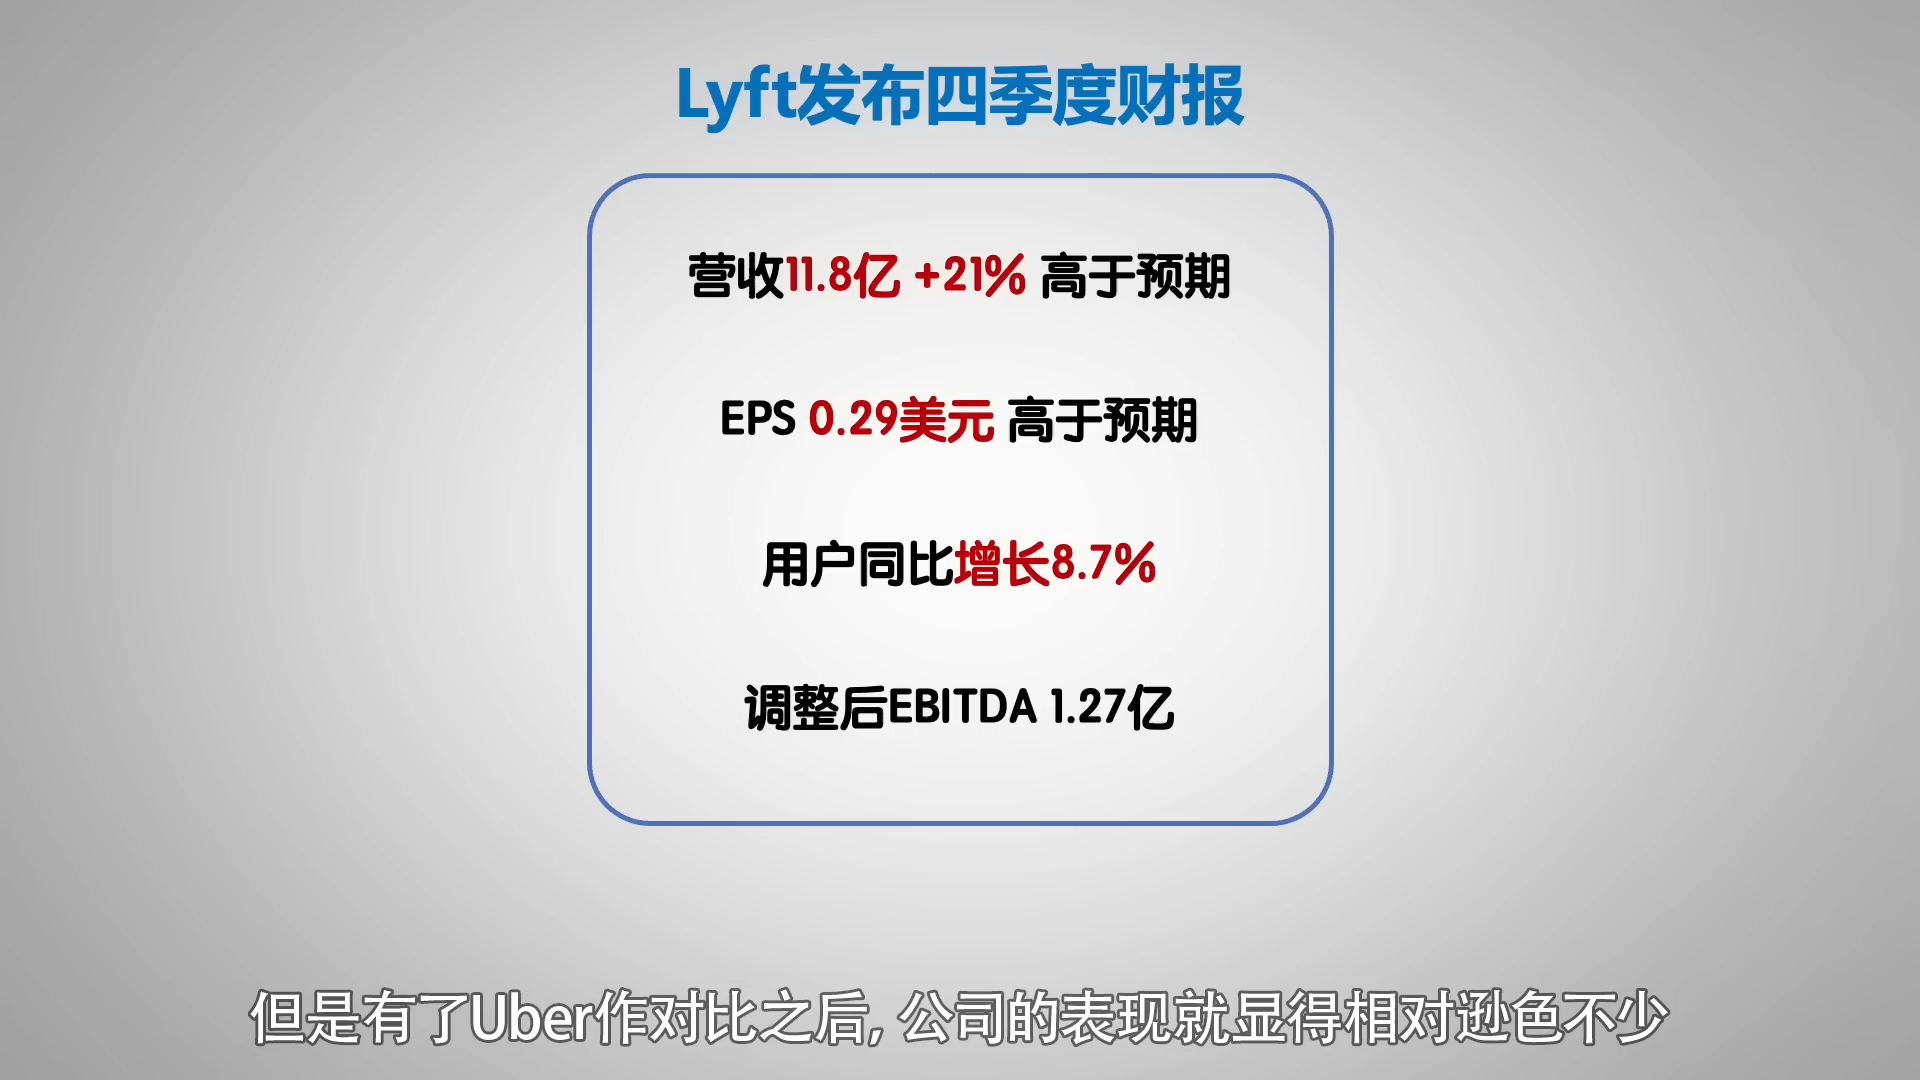 Lyft发布四季度财报
营收11.8亿 +21% 高于预期
EPS 0.29美元 高于预期
用户同比增长8.7%
调整后EBITDA 1.27亿
但是有了Uber作对比之后, 公司的表现就显得相对逊色不少